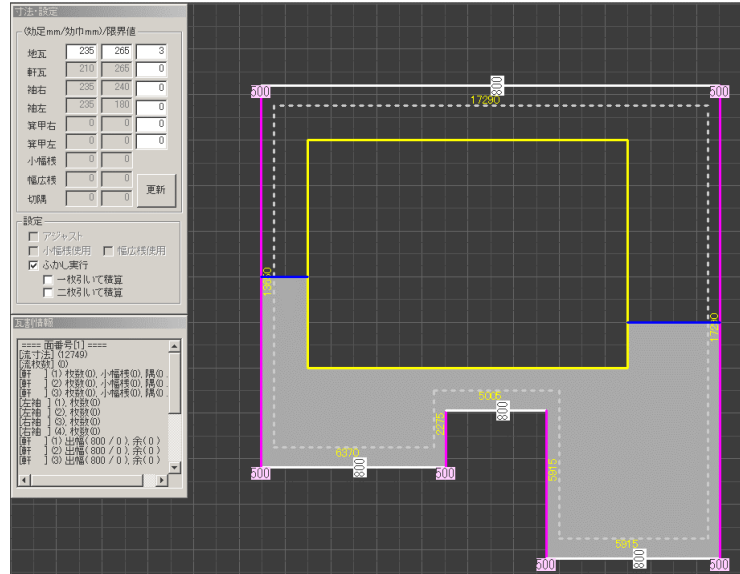 寸法・設定
(効足mm/効巾mm)/限界値
地瓦 235 265 3
軒瓦 210 265 0
袖右 235 240 0
袖左 235 180 0
箕甲右 0 0 0
箕甲左 0 0 0
小幅桟 0 0
幅広桟 0 0
切隅 0 0
更新
設定
アジャスト
小幅桟使用 幅広桟使用
ふかし実行
一枚引いて積算
二枚引いて積算
瓦割情報
==== 面番号[1] ====
[流寸法] (12749)
[流枚数] (0)
[軒 ] (1) 枚数(0), 小幅桟(0), 隅(0
[軒 ] (2) 枚数(0), 小幅桟(0), 隅(0
[軒 ] (3) 枚数(0), 小幅桟(0), 隅(0
[左袖 ] (1), 枚数(0)
[左袖 ] (2), 枚数(0)
[右袖 ] (3), 枚数(0)
[右袖 ] (4), 枚数(0)
[軒 ] (1) 出幅( 800 / 0 ), 余( 0 )
[軒 ] (2) 出幅( 800 / 0 ), 余( 0 )
[軒 ] (3) 出幅( 800 / 0 ), 余( 0 )
500
800
500
17290
17290
5005
800
2275
6370
800
500
500
5915
5915
500
800
500